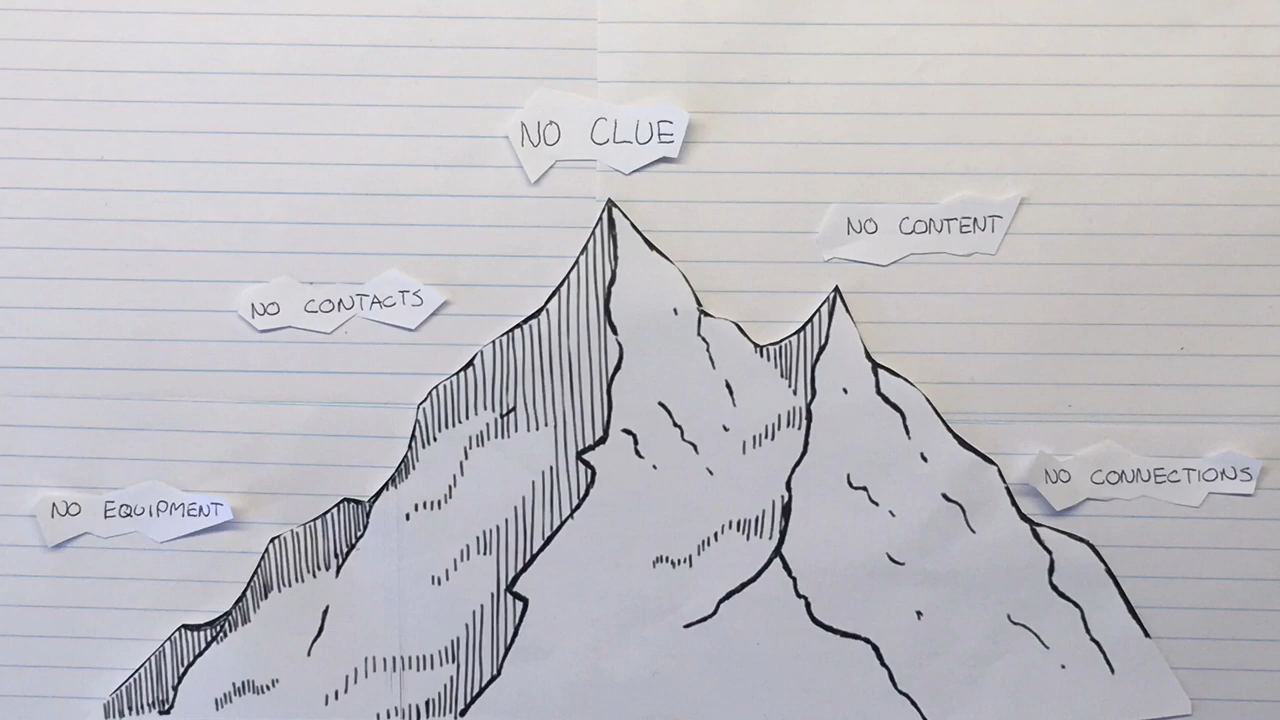 NO CLUE
NO CONTENT
NO CONTACTS
NO CONNECTIONS
NO EQUIPMENT